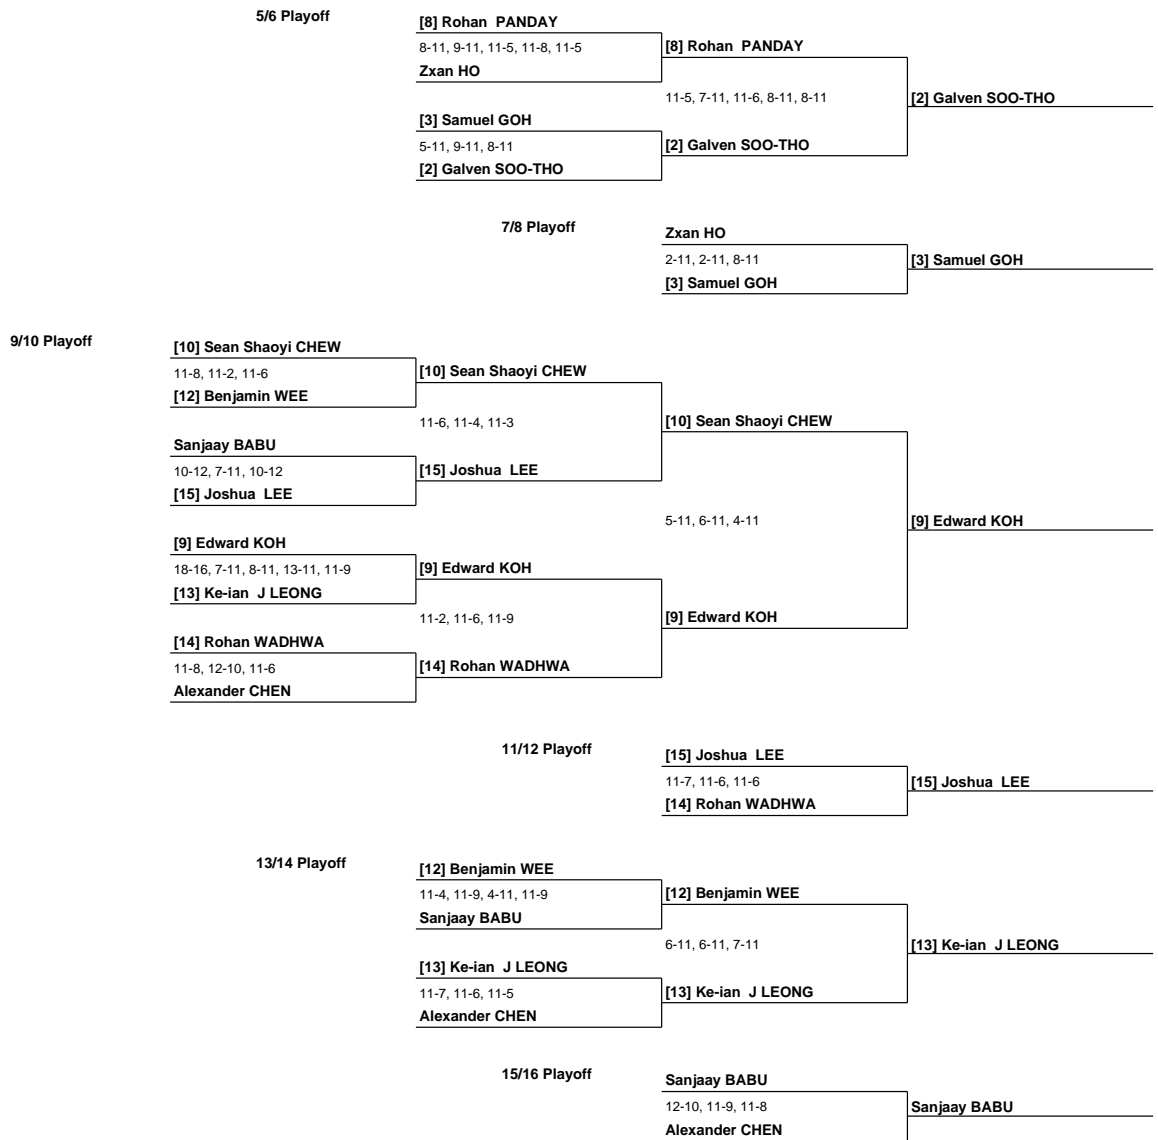 5/6 Playoff
[8] Rohan  PANDAY
8-11, 9-11, 11-5, 11-8, 11-5
[8] Rohan  PANDAY
Zxan HO
11-5, 7-11, 11-6, 8-11, 8-11
[2] Galven SOO-THO
[3] Samuel GOH
5-11, 9-11, 8-11
[2] Galven SOO-THO
[2] Galven SOO-THO
7/8 Playoff
Zxan HO
2-11, 2-11, 8-11
[3] Samuel GOH
[3] Samuel GOH
9/10 Playoff
[10] Sean Shaoyi CHEW
11-8, 11-2, 11-6
[10] Sean Shaoyi CHEW
[12] Benjamin WEE
11-6, 11-4, 11-3
[10] Sean Shaoyi CHEW
Sanjaay BABU
10-12, 7-11, 10-12
[15] Joshua  LEE
[15] Joshua  LEE
5-11, 6-11, 4-11
[9] Edward KOH
[9] Edward KOH
18-16, 7-11, 8-11, 13-11, 11-9
[9] Edward KOH
[13] Ke-ian  J LEONG
11-2, 11-6, 11-9
[9] Edward KOH
[14] Rohan WADHWA
11-8, 12-10, 11-6
[14] Rohan WADHWA
Alexander CHEN
11/12 Playoff
[15] Joshua  LEE
11-7, 11-6, 11-6
[15] Joshua  LEE
[14] Rohan WADHWA
13/14 Playoff
[12] Benjamin WEE
11-4, 11-9, 4-11, 11-9
[12] Benjamin WEE
Sanjaay BABU
6-11, 6-11, 7-11
[13] Ke-ian  J LEONG
[13] Ke-ian  J LEONG
11-7, 11-6, 11-5
[13] Ke-ian  J LEONG
Alexander CHEN
15/16 Playoff
Sanjaay BABU
12-10, 11-9, 11-8
Sanjaay BABU
Alexander CHEN